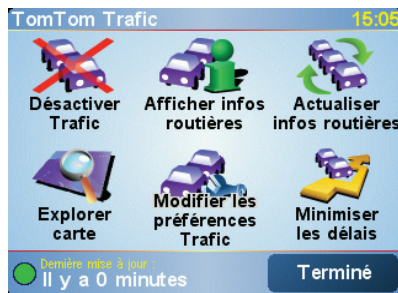 TomTom Trafic 15:05
Désactiver
Trafic
Afficher infos
routières
Actualiser
infos routières
Explorer
carte
Modifier les
préférences
Trafic
Minimiser
les délais
Dernière mise à jour :
Il y a 0 minutes
Terminé